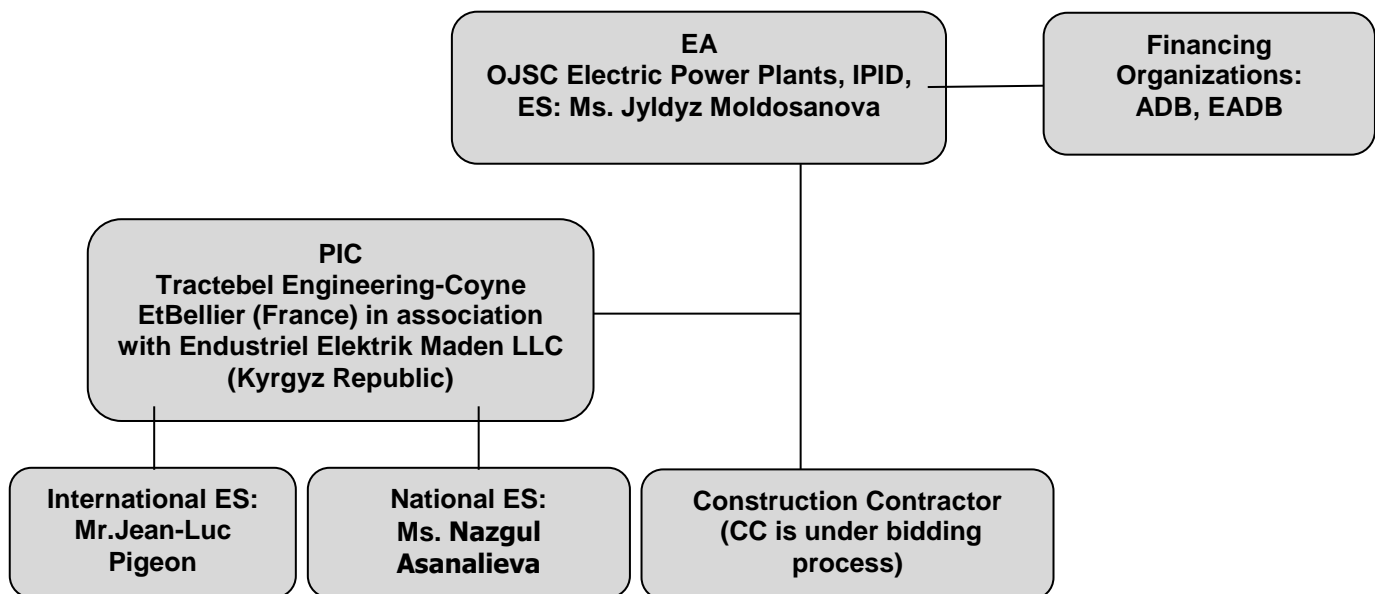 EA
OJSC Electric Power Plants, IPID,
ES: Ms. Jyldyz Moldosanova
Financing
Organizations:
ADB, EADB
PIC
Tractebel Engineering-Coyne
EtBellier (France) in association
with Endustriel Elektrik Maden LLC
(Kyrgyz Republic)
International ES:
Mr.Jean-Luc
Pigeon
National ES:
Ms. Nazgul
Asanalieva
Construction Contractor
(CC is under bidding
process)